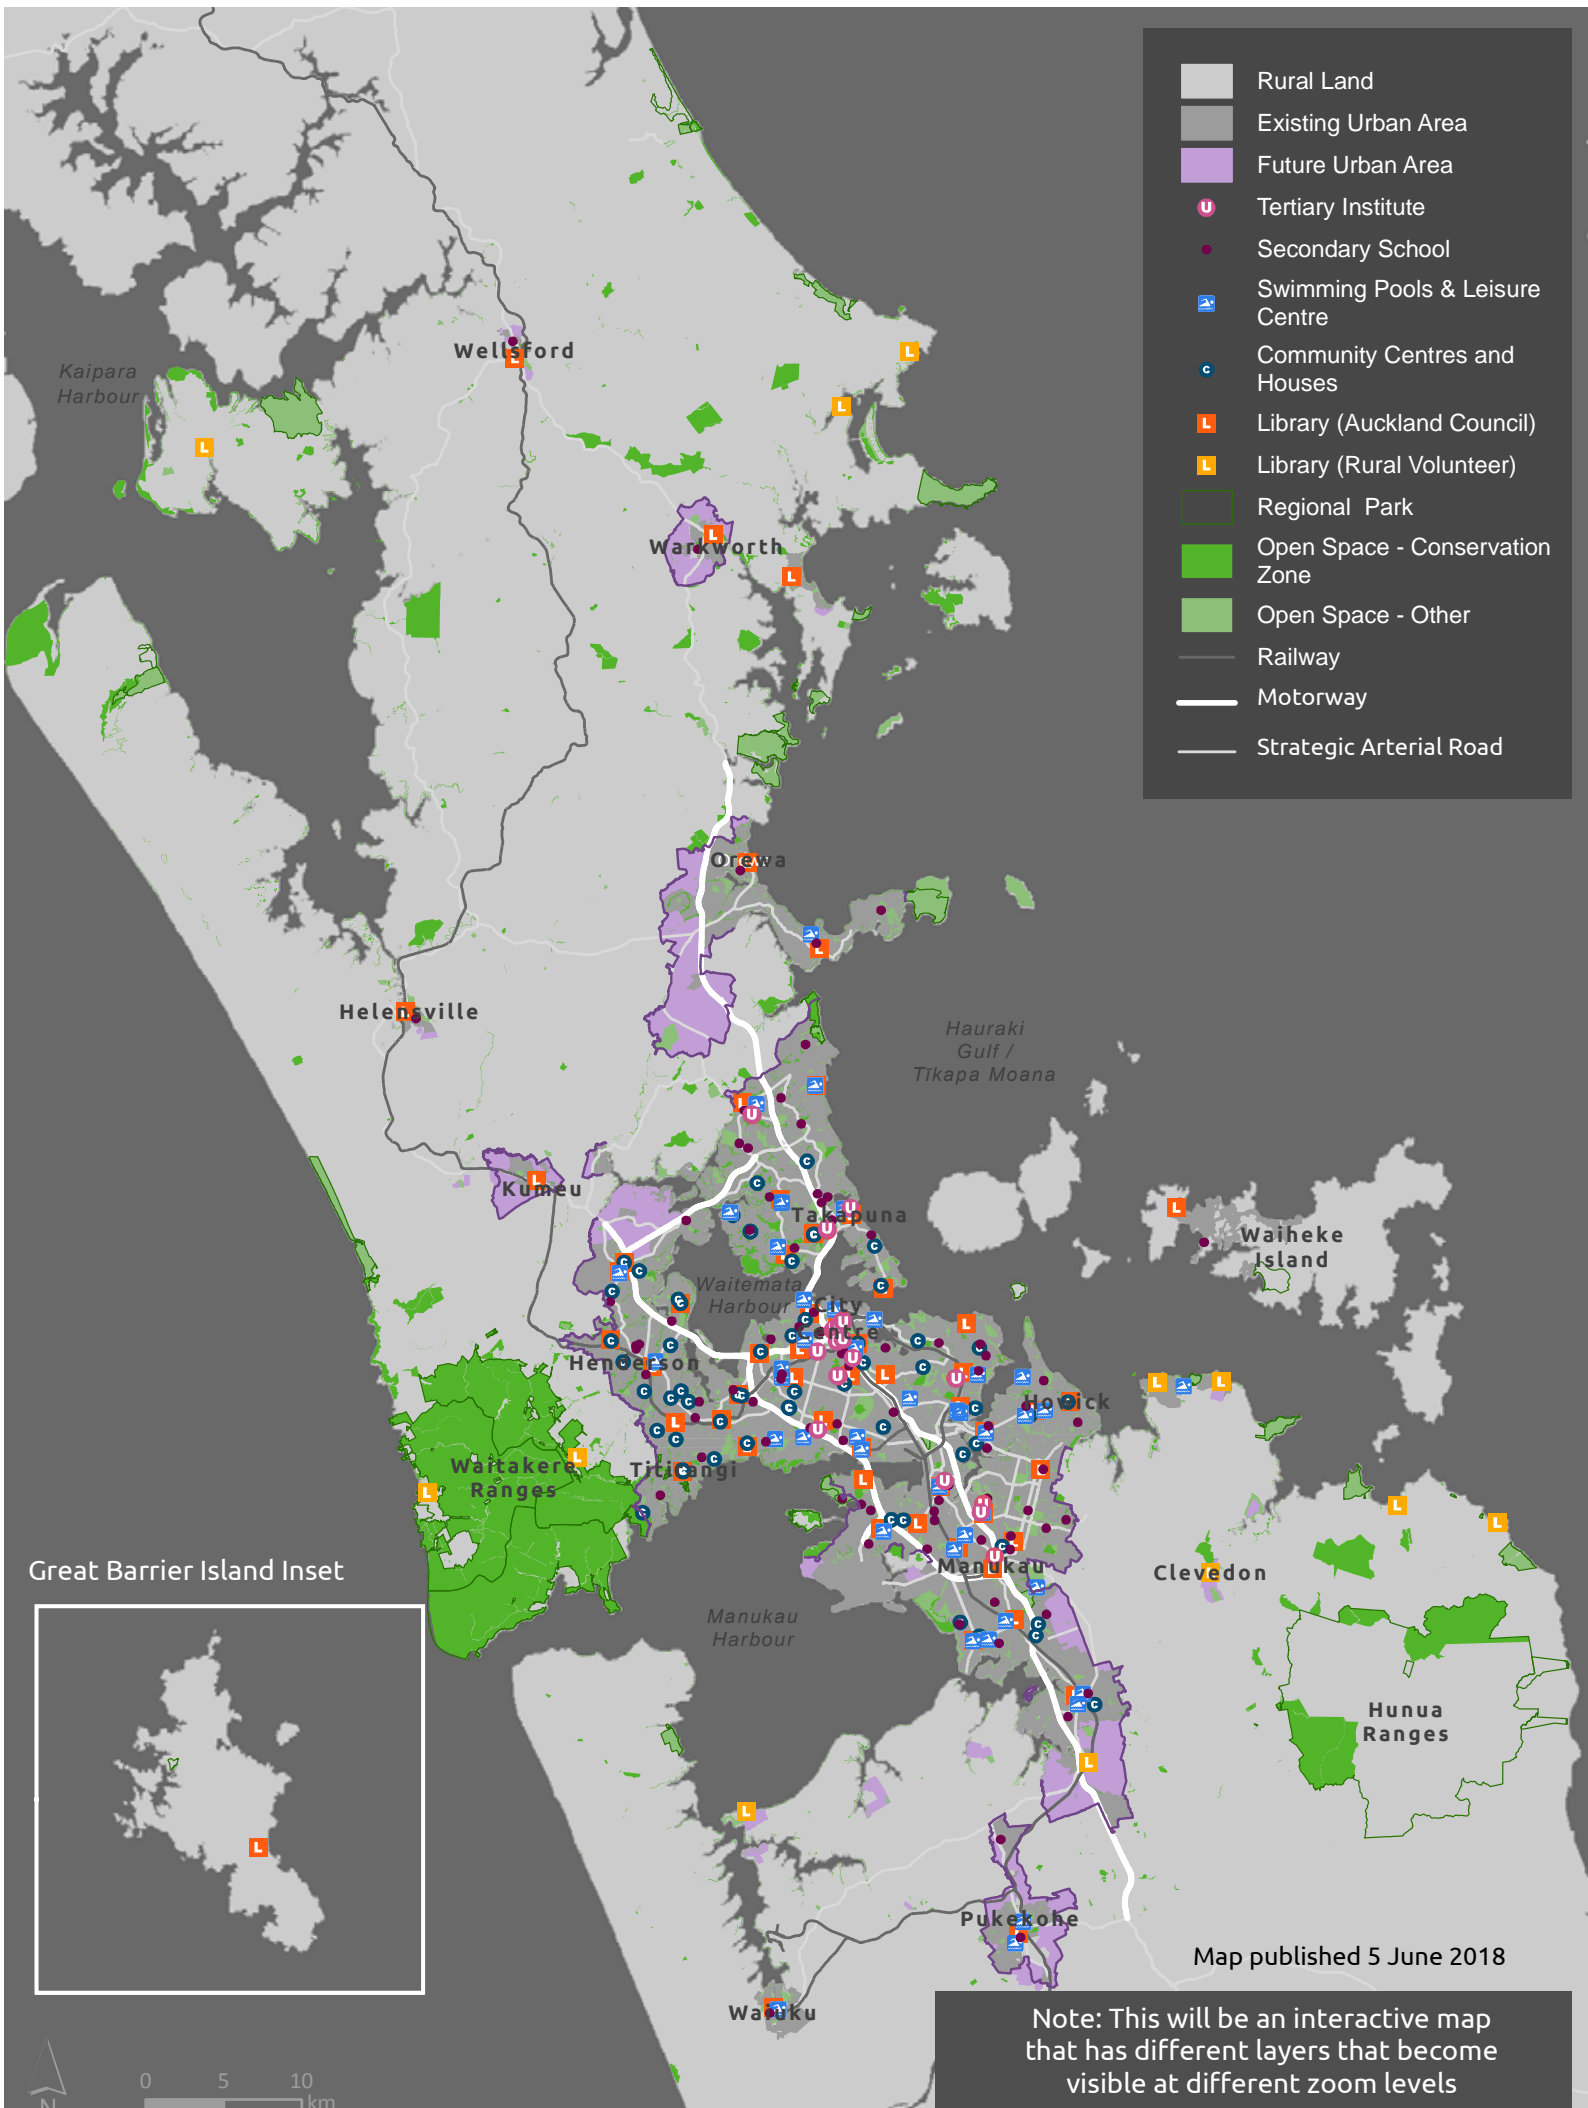 Rural Land
Existing Urban Area
Future Urban Area
U
Tertiary Institute
Secondary School
Swimming Pools & Leisure
Centre
Community Centres and
C
Houses
L
Library (Auckland Council)
L
Library (Rural Volunteer)
Regional Park
Open Space - Conservation
Zone
Open Space - Other
Railway
Motorway
Strategic Arterial Road
Wellsford
Kaipara
Harbour
Warkworth
Orewa
Helensville
Hauraki
Gulf /
Tīkapa Moana
Kumeu
Takapuna
Waiheke
Island
Waitemata
Harbour
City
Centre
Henderson
Howick
Waitakere
Ranges
Titirangi
Great Barrier Island Inset
Manukau
Clevedon
Manukau
Harbour
Hunua
Ranges
Pukekohe
Map published 5 June 2018
Waiuku
Note: This will be an interactive map
that has different layers that become
visible at different zoom levels
0 5 10
km
N